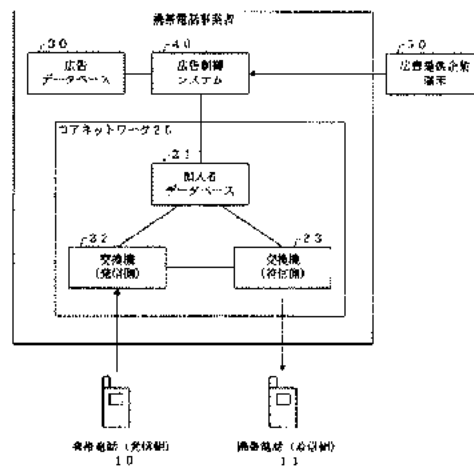 携帯電話事業者
30
広告
データベース
40
広告制御
システム
50
広告提供企業
端末
コアネットワーク20
21
加入者
データベース
22
交換機
(発信側)
23
交換機
(着信側)
携帯電話(発信側)
10
携帯電話(着信側)
11